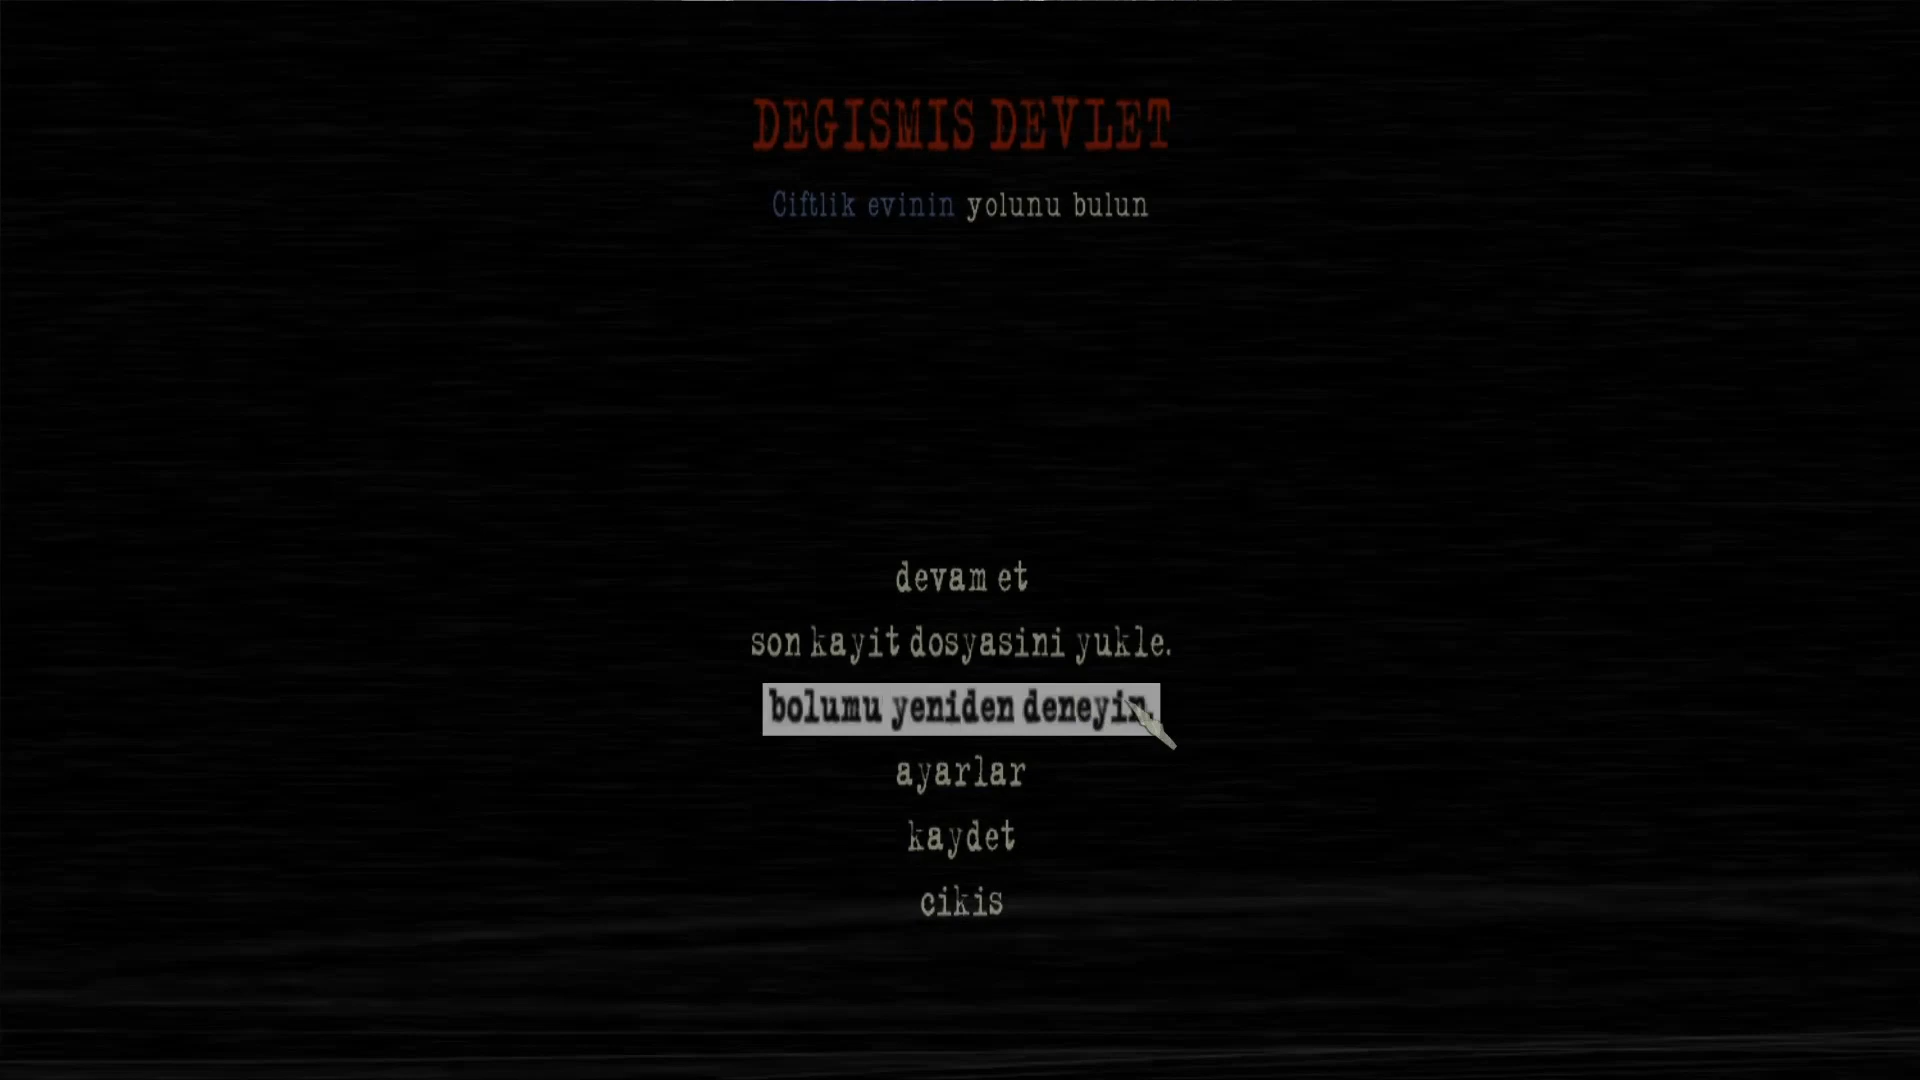 DEGISMIS DEVLET
Ciftlik evinin yolunu bulun
devam et
son kayit dosyasini yukle.
bolumu yeniden deneyin.
ayarlar
kaydet
cikis